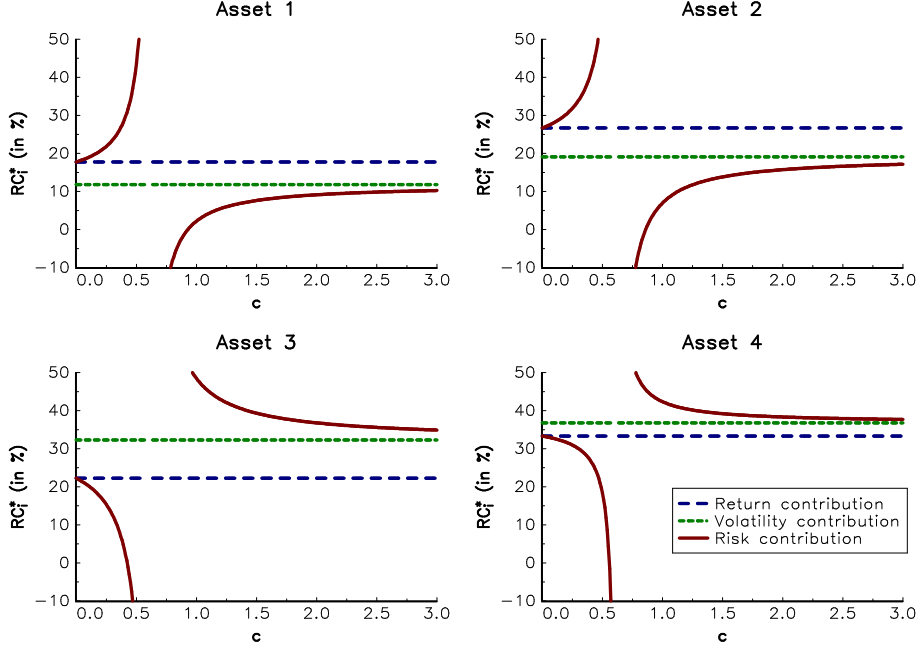 Asset 1
50
40
30
20
10
0
−10
RC*i (in %)
0.0 0.5 1.0 1.5 2.0 2.5 3.0
c
Asset 2
50
40
30
20
10
0
−10
RC*i (in %)
0.0 0.5 1.0 1.5 2.0 2.5 3.0
c
Asset 3
50
40
30
20
10
0
−10
RC*i (in %)
0.0 0.5 1.0 1.5 2.0 2.5 3.0
c
Asset 4
50
40
30
20
10
0
−10
RC*i (in %)
0.0 0.5 1.0 1.5 2.0 2.5 3.0
c
Return contribution
Volatility contribution
Risk contribution